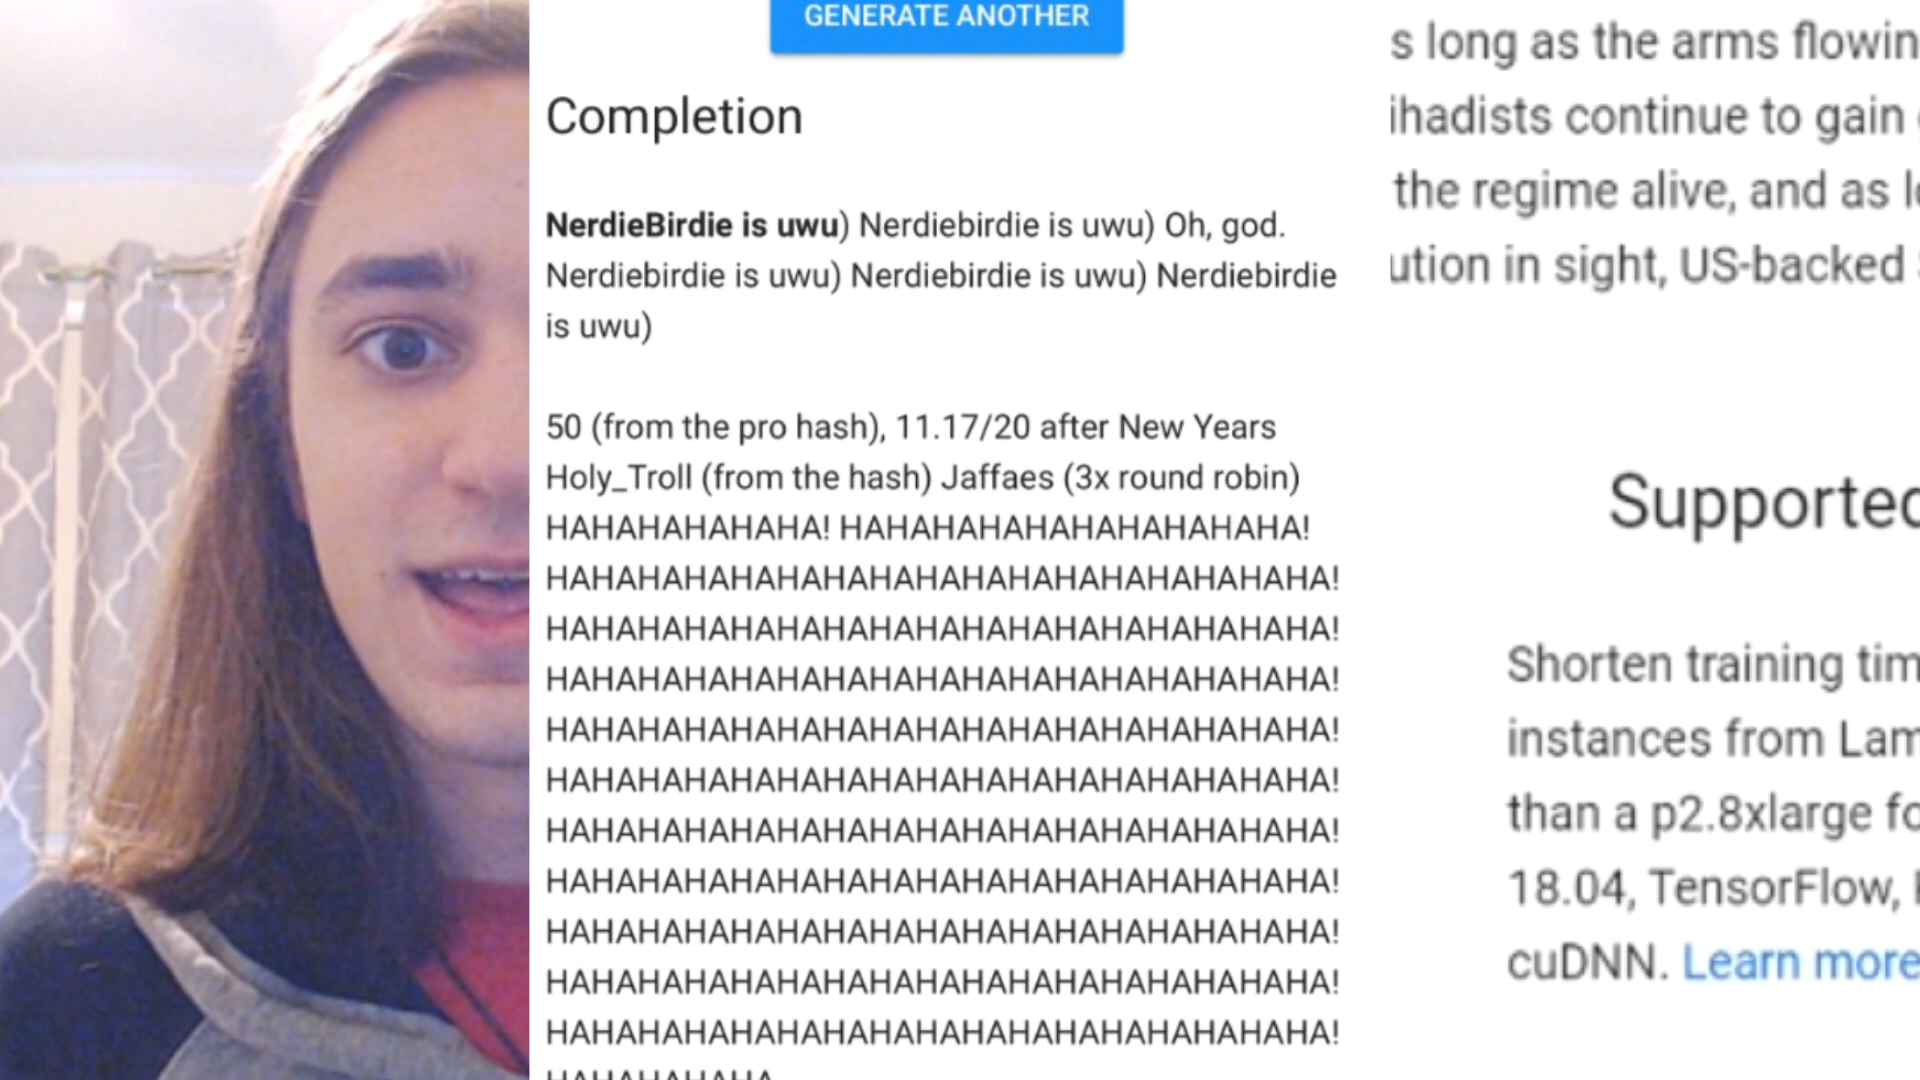 GENERATE ANOTHER
Completion
NerdieBirdie is uwu) Nerdiebirdie is uwu) Oh, god.
Nerdiebirdie is uwu) Nerdiebirdie is uwu) Nerdiebirdie
is uwu)
50 (from the pro hash), 11.17/20 after New Years
Holy_Troll (from the hash) Jaffaes (3x round robin)
HAHAHAHAHAHA! HAHAHAHAHAHAHAHAHAHA!
HAHAHAHAHAHAHAHAHAHAHAHAHAHAHAHAHA!
HAHAHAHAHAHAHAHAHAHAHAHAHAHAHAHAHA!
HAHAHAHAHAHAHAHAHAHAHAHAHAHAHAHAHA!
HAHAHAHAHAHAHAHAHAHAHAHAHAHAHAHAHA!
HAHAHAHAHAHAHAHAHAHAHAHAHAHAHAHAHA!
HAHAHAHAHAHAHAHAHAHAHAHAHAHAHAHAHA!
HAHAHAHAHAHAHAHAHAHAHAHAHAHAHAHAHA!
HAHAHAHAHAHAHAHAHAHAHAHAHAHAHAHAHA!
HAHAHAHAHAHAHAHAHAHAHAHAHAHAHAHAHA!
HAHAHAHAHAHAHAHAHAHAHAHAHAHAHAHAHA!
HAHAHAHAHA
s long as the arms flowin
ihadists continue to gain
the regime alive, and as
ution in sight, US-backed
Supported
Shorten training tim
instances from Lam
than a p2.8xlarge fo
18.04, TensorFlow,
cuDNN. Learn more